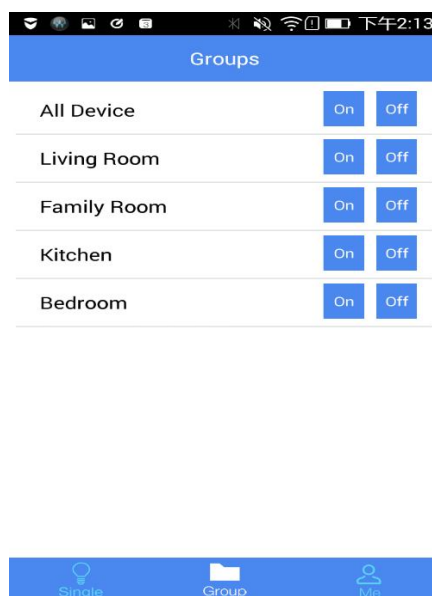 下午2:13
Groups
All Device On Off
Living Room On Off
Family Room On Off
Kitchen On Off
Bedroom On Off
Single Group Me